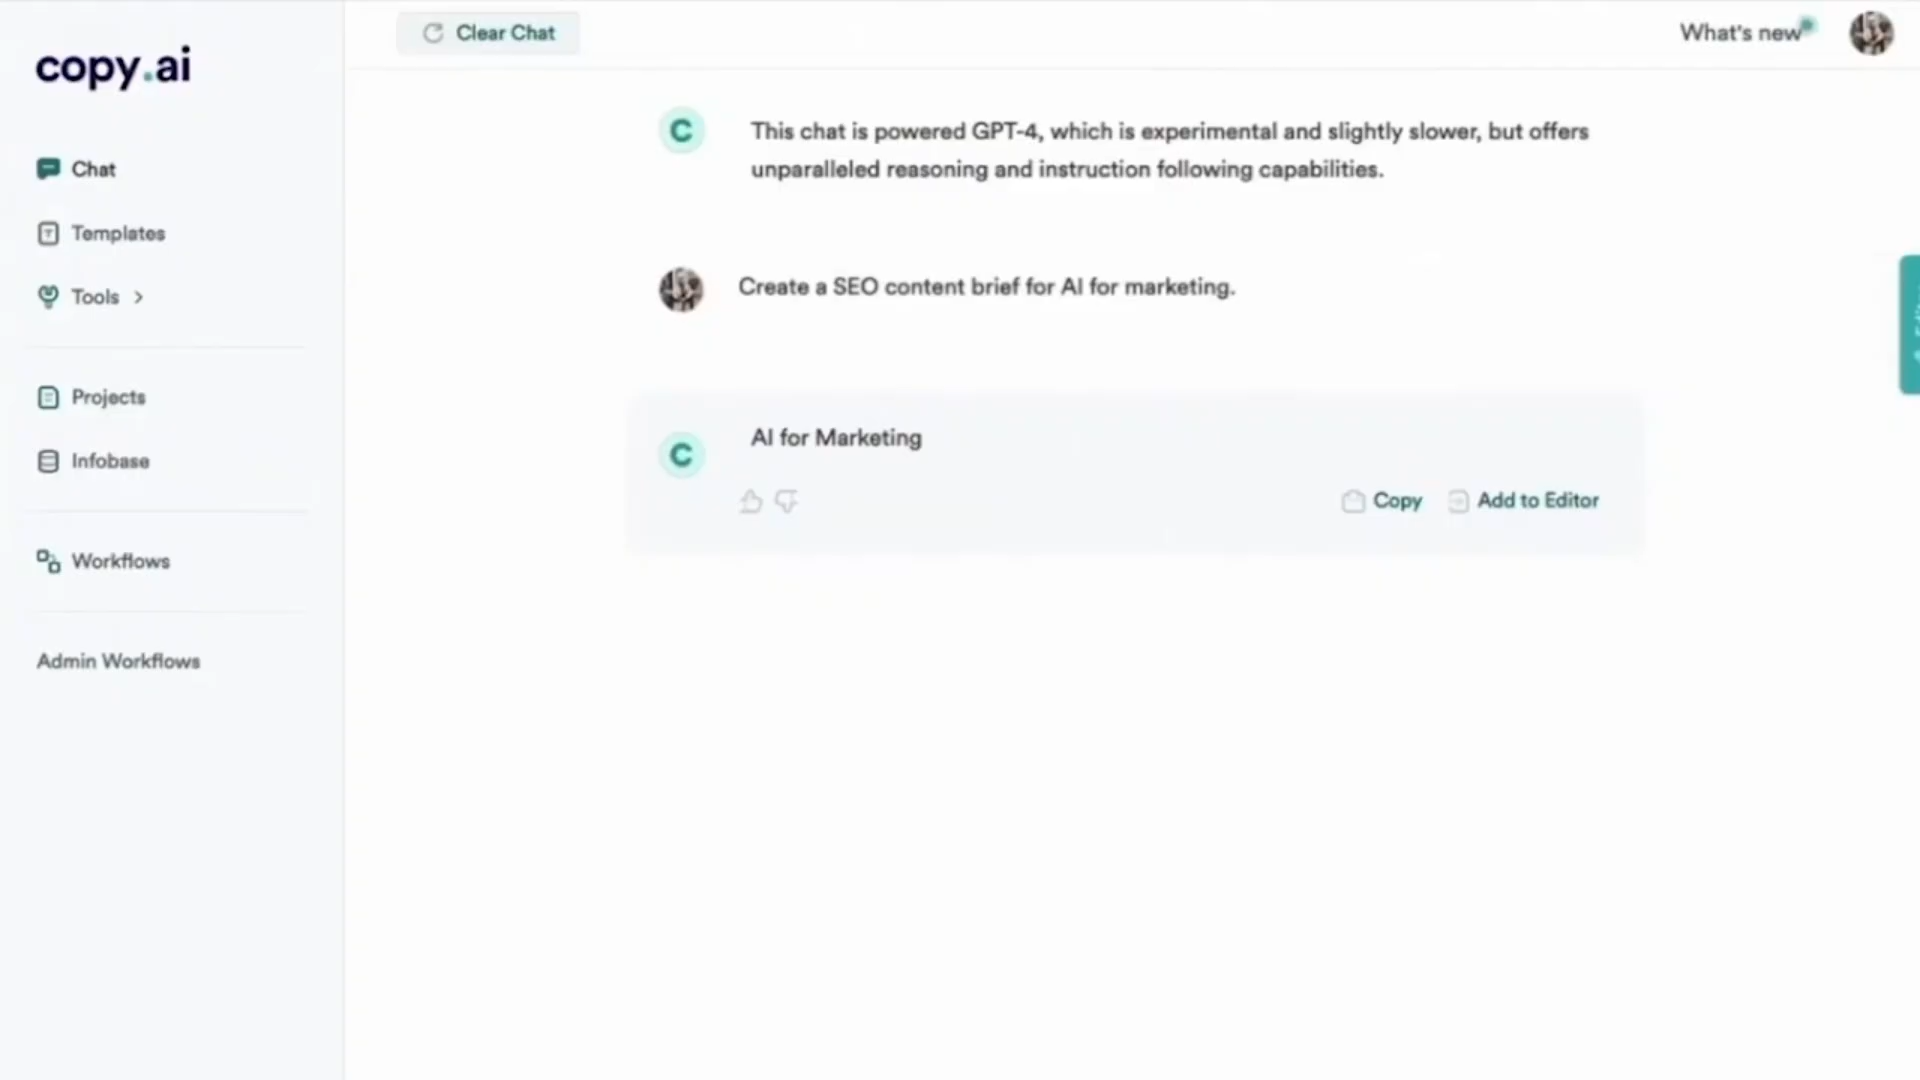 copy.ai
Clear Chat
What's new
Chat
Templates
Tools
Projects
Infobase
Workflows
Admin Workflows
This chat is powered GPT-4, which is experimental and slightly slower, but offers
unparalleled reasoning and instruction following capabilities.
Create a SEO content brief for AI for marketing.
AI for Marketing
Copy
Add to Editor